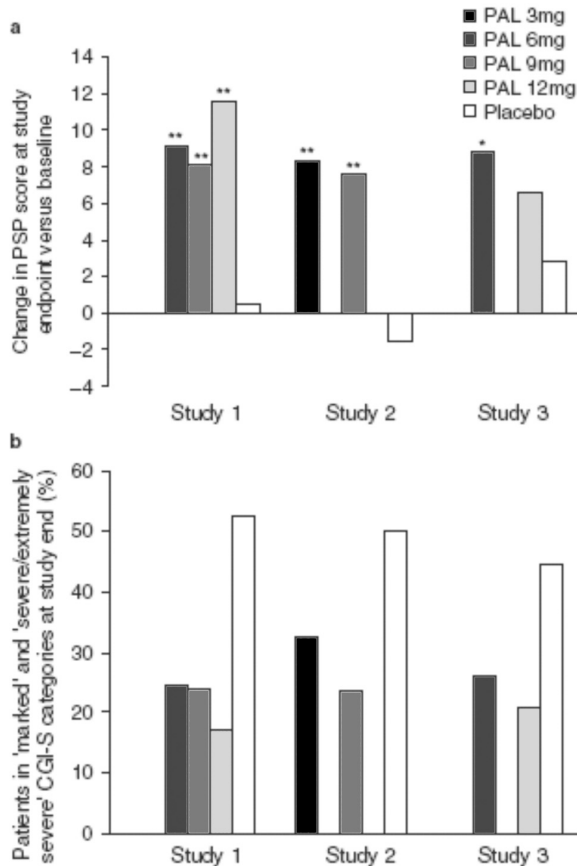 a
PAL 3mg
PAL 6mg
PAL 9mg
PAL 12mg
Placebo
Change in PSP score at study
endpoint versus baseline
14
12
10
8
6
4
2
0
−2
−4
**
**
**
**
**
*
Study 1
Study 2
Study 3
b
Patients in 'marked' and 'severe/extremely
severe' CGI-S categories at study end (%)
60
50
40
30
20
10
0
Study 1
Study 2
Study 3